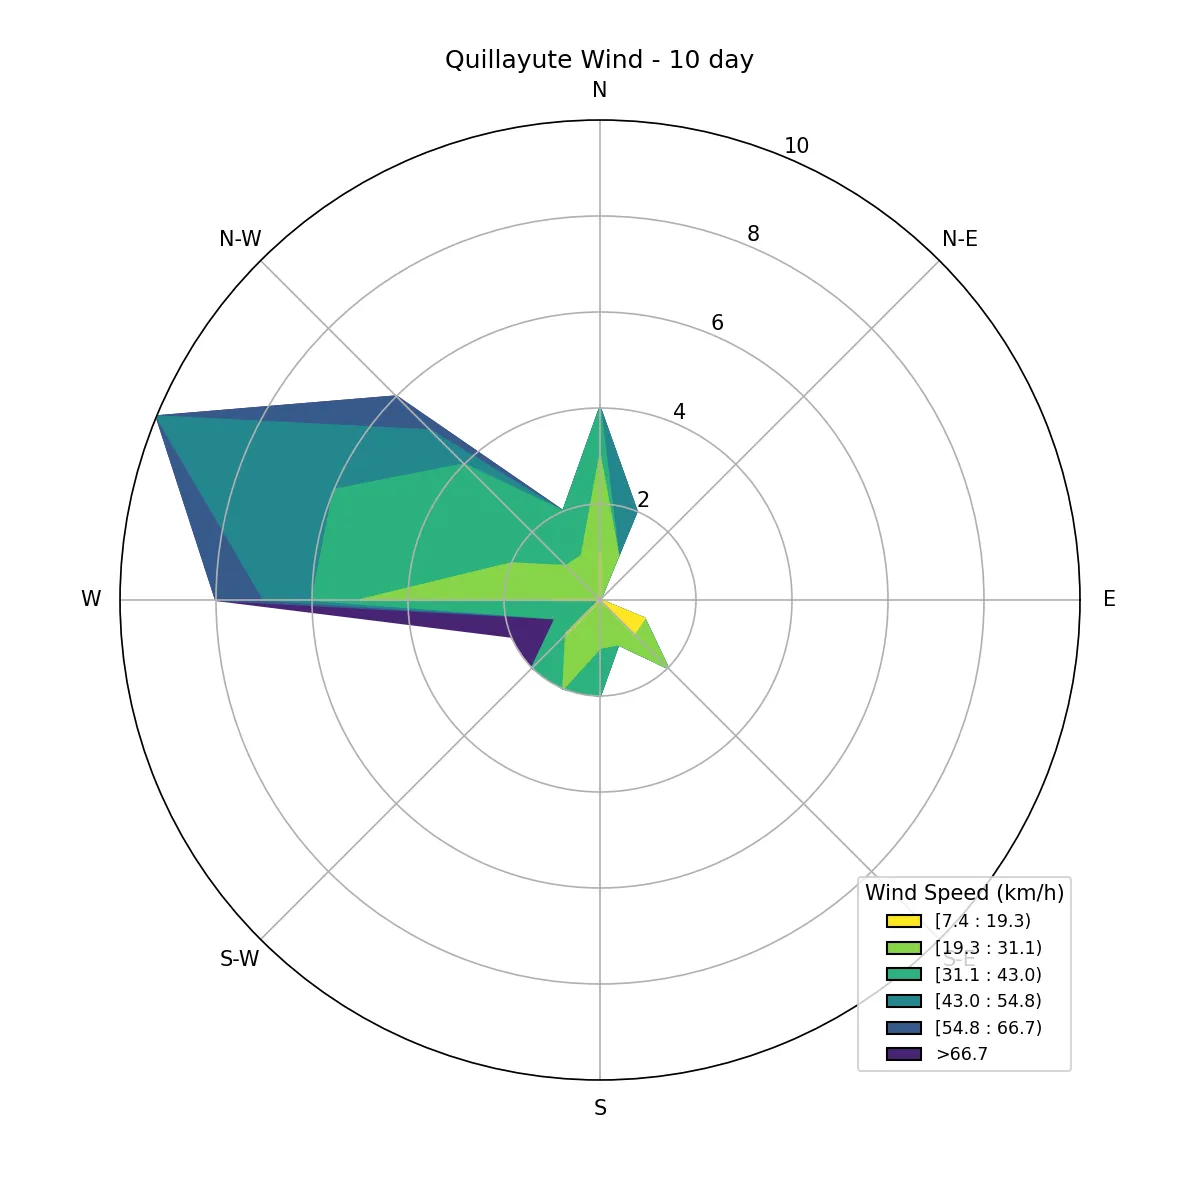 Quillayute Wind - 10 day
N
10
N-W
8
N-E
6
4
2
W
E
S-W
S-E
Wind Speed (km/h)
[7.4 : 19.3)
[19.3 : 31.1)
[31.1 : 43.0)
[43.0 : 54.8)
[54.8 : 66.7)
>66.7
S